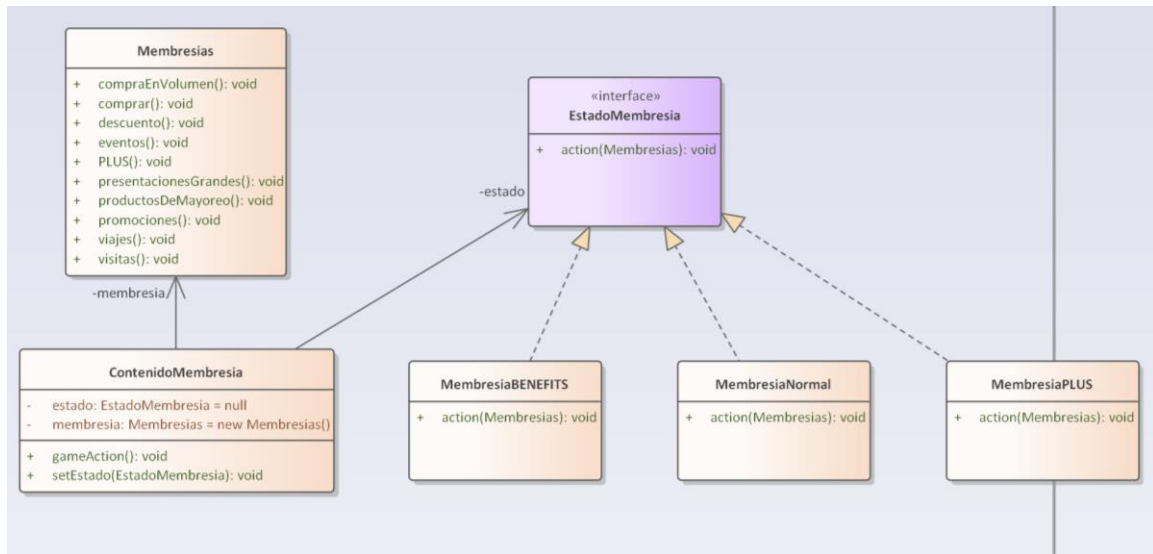 Membresias
+ compraEnVolumen(): void
+ comprar(): void
+ descuento(): void
+ eventos(): void
+ PLUS(): void
+ presentacionesGrandes(): void
+ productosDeMayoreo(): void
+ promociones(): void
+ viajes(): void
+ visitas(): void
«interface»
EstadoMembresia
+ action(Membresias): void
-estado
-membresia
ContenidoMembresia
- estado: EstadoMembresia = null
- membresia: Membresias = new Membresias()
+ gameAction(): void
+ setEstado(EstadoMembresia): void
MembresiaBENEFITS
+ action(Membresias): void
MembresiaNormal
+ action(Membresias): void
MembresiaPLUS
+ action(Membresias): void